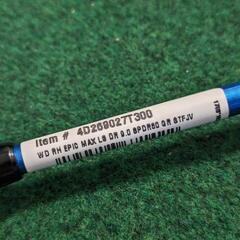 Item # 4D269027T300
WD RH EPIC MAX LS DR 9.0 SPDR60 GR STFJV